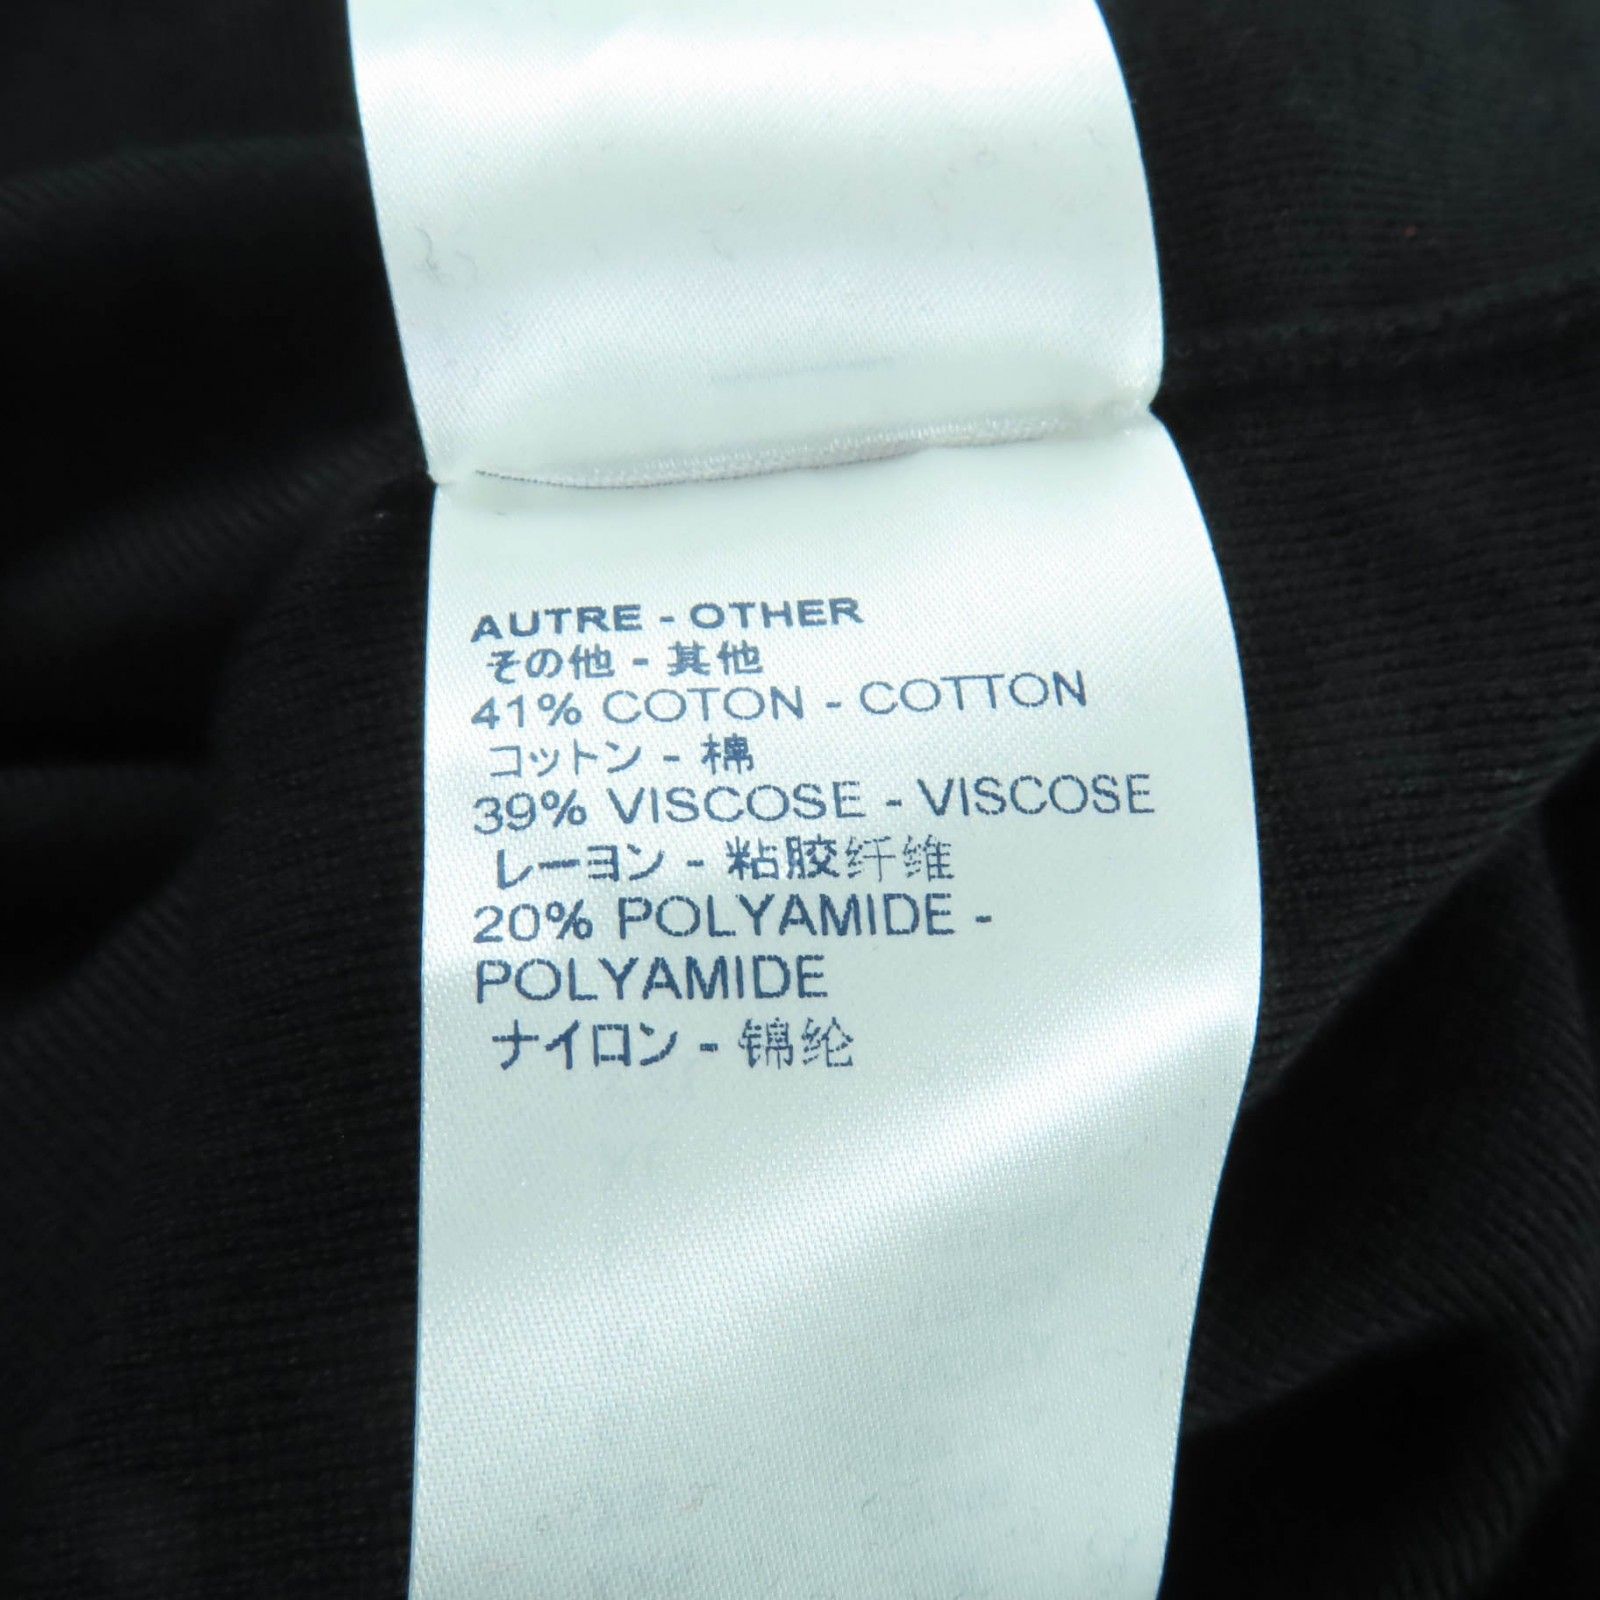 AUTRE - OTHER
その他 - 其他
41% COTON - COTTON
コットン - 棉
39% VISCOSE - VISCOSE
レーヨン - 粘胶纤维
20% POLYAMIDE -
POLYAMIDE
ナイロン - 锦纶